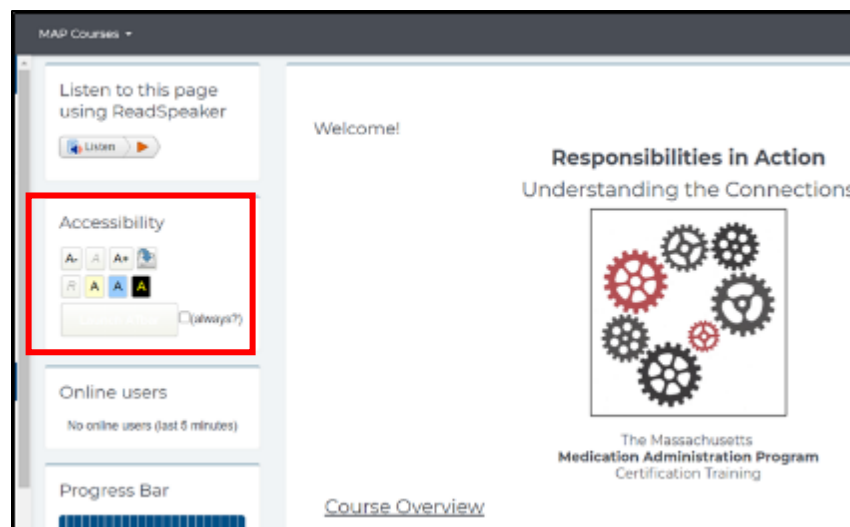 MAP Courses
Listen to this page
using ReadSpeaker
Listen
Accessibility
A- A A+
R A A A
(always?)
Online users
No online users (last 5 minutes)
Progress Bar
Welcome!
Responsibilities in Action
Understanding the Connections
The Massachusetts
Medication Administration Program
Certification Training
Course Overview